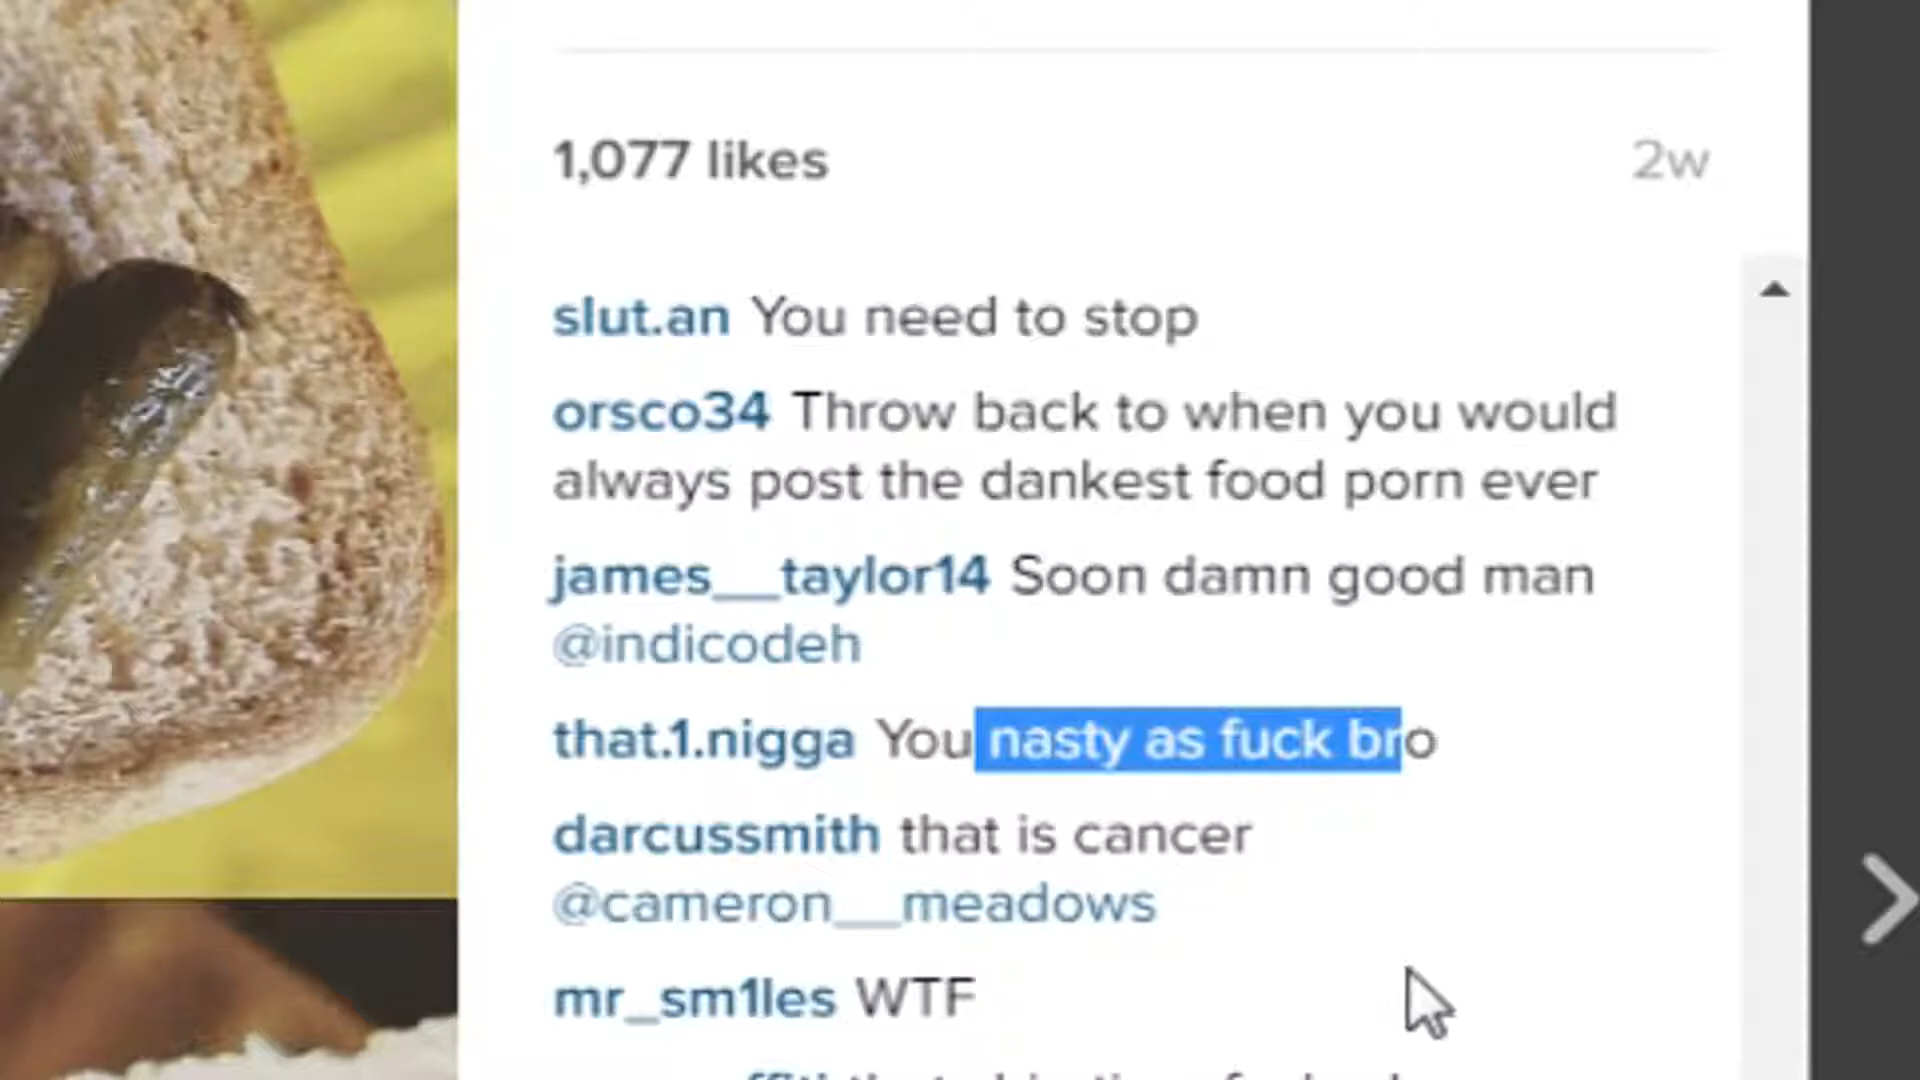 1,077 likes 2w
slut.an You need to stop
orsco34 Throw back to when you would
always post the dankest food porn ever
james__taylor14 Soon damn good man
@indicodeh
that.1.nigga You nasty as fuck bro
darcussmith that is cancer
@cameron__meadows
mr_sm1les WTF